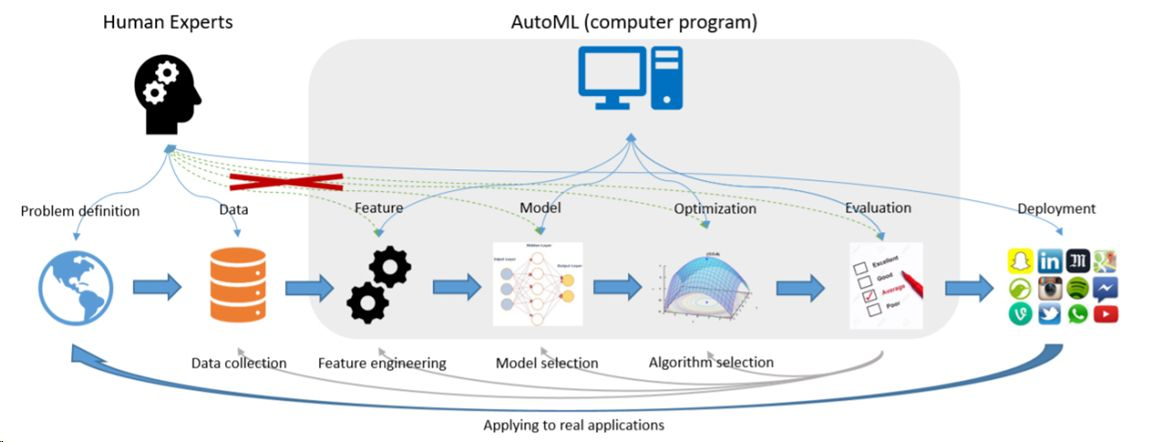 Human Experts
AutoML (computer program)
Problem definition
Data
Feature
Model
Optimization
Evaluation
Deployment
Hidden Layer
Input Layer
Output Layer
Excellent
Good
Average
Poor
in
Data collection
Feature engineering
Model selection
Algorithm selection
Applying to real applications